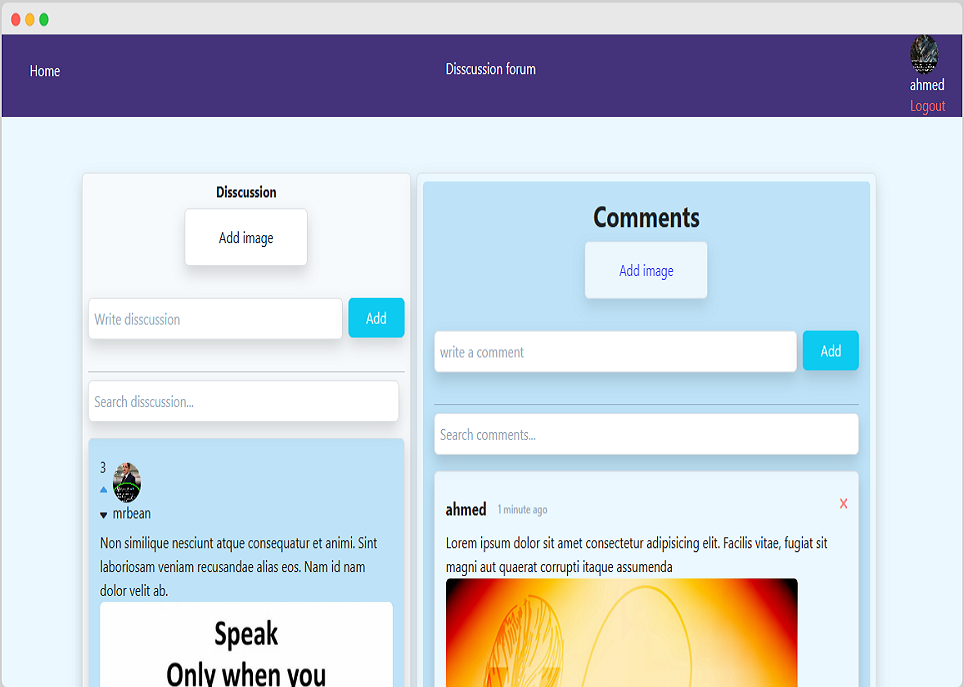 Home
Disscussion forum
ahmed
Logout
Disscussion
Add image
Write disscussion
Add
Search disscussion...
3
mrbean
Non similique nesciunt atque consequatur et animi. Sint
laboriosam veniam recusandae alias eos. Nam id nam
dolor velit ab.
Speak
Only when you
Comments
Add image
write a comment
Add
Search comments...
ahmed 1 minute ago
X
Lorem ipsum dolor sit amet consectetur adipisicing elit. Facilis vitae, fugiat sit
magni aut quaerat corrupti itaque assumenda